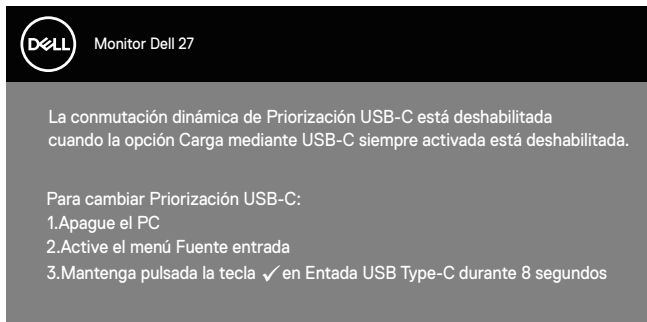 DELL
Monitor Dell 27
La conmutación dinámica de Priorización USB-C está deshabilitada
cuando la opción Carga mediante USB-C siempre activada está deshabilitada.
Para cambiar Priorización USB-C:
1.Apague el PC
2.Active el menú Fuente entrada
3.Mantenga pulsada la tecla ✓ en Entada USB Type-C durante 8 segundos